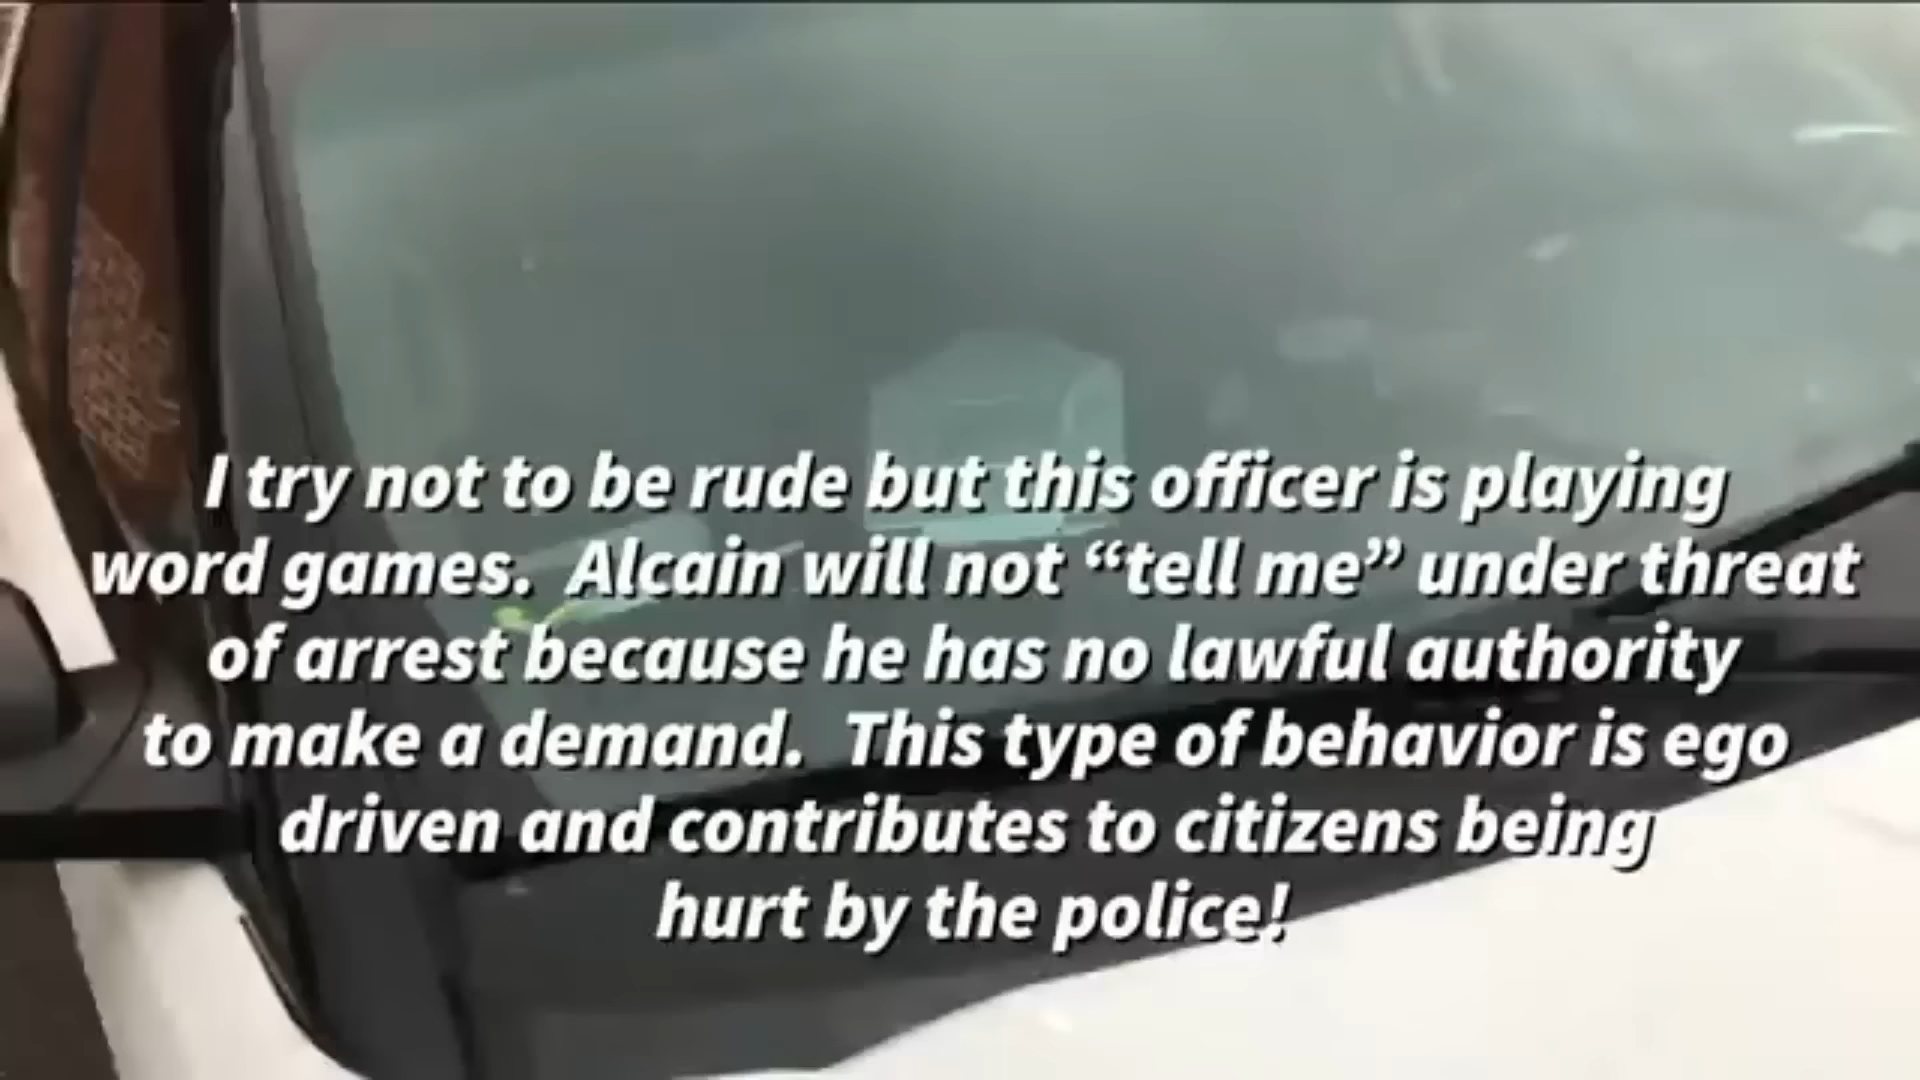 I try not to be rude but this officer is playing
word games.  Alcain will not “tell me” under threat
of arrest because he has no lawful authority
to make a demand.  This type of behavior is ego
driven and contributes to citizens being
hurt by the police!